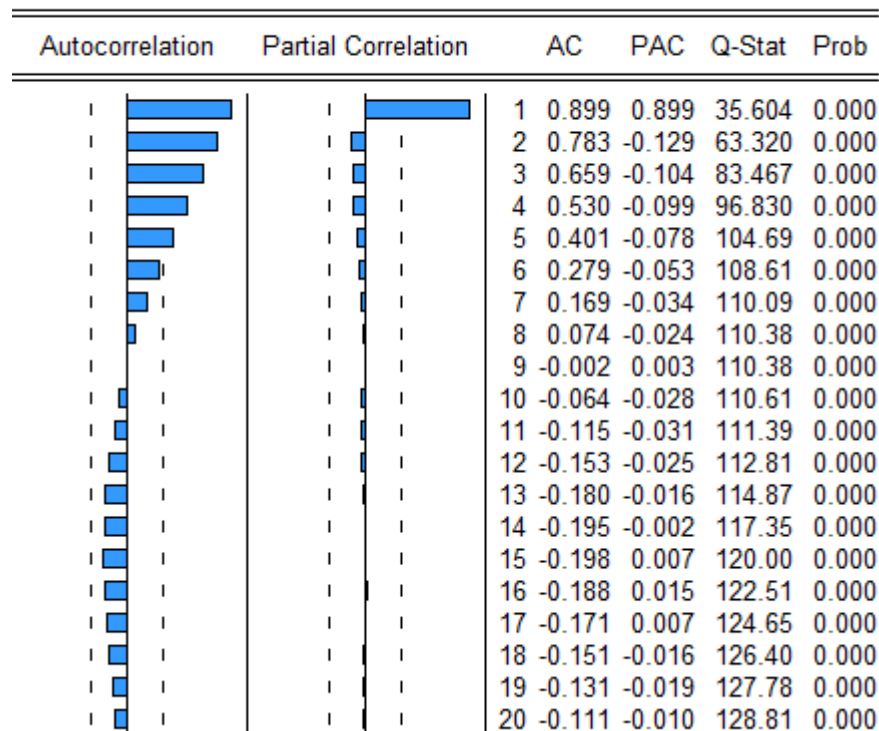 Autocorrelation Partial Correlation AC PAC Q-Stat Prob
1 0.899 0.899 35.604 0.000
2 0.783 -0.129 63.320 0.000
3 0.659 -0.104 83.467 0.000
4 0.530 -0.099 96.830 0.000
5 0.401 -0.078 104.69 0.000
6 0.279 -0.053 108.61 0.000
7 0.169 -0.034 110.09 0.000
8 0.074 -0.024 110.38 0.000
9 -0.002 0.003 110.38 0.000
10 -0.064 -0.028 110.61 0.000
11 -0.115 -0.031 111.39 0.000
12 -0.153 -0.025 112.81 0.000
13 -0.180 -0.016 114.87 0.000
14 -0.195 -0.002 117.35 0.000
15 -0.198 0.007 120.00 0.000
16 -0.188 0.015 122.51 0.000
17 -0.171 0.007 124.65 0.000
18 -0.151 -0.016 126.40 0.000
19 -0.131 -0.019 127.78 0.000
20 -0.111 -0.010 128.81 0.000